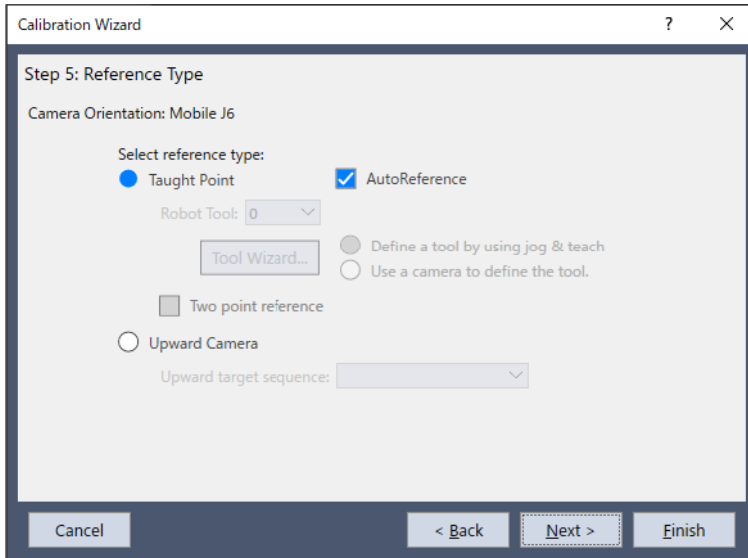 Calibration Wizard ? ×
Step 5: Reference Type
Camera Orientation: Mobile J6
Select reference type:
Taught Point AutoReference
Robot Tool: 0
Tool Wizard... Define a tool by using jog & teach
Use a camera to define the tool.
Two point reference
Upward Camera
Upward target sequence:
Cancel < Back Next > Finish